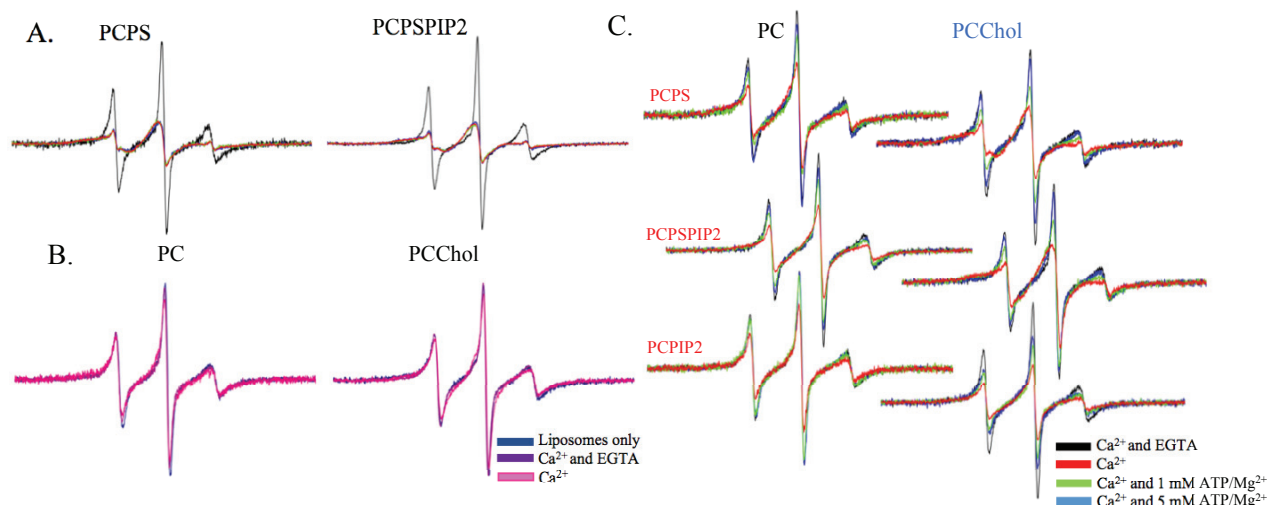 A.
PCPS
PCPSPIP2
B.
PC
PCChol
Liposomes only
Ca²⁺ and EGTA
Ca²⁺
C.
PC
PCChol
PCPS
PCPSPIP2
PCPIP2
Ca²⁺ and EGTA
Ca²⁺
Ca²⁺ and 1 mM ATP/Mg²⁺
Ca²⁺ and 5 mM ATP/Mg²⁺